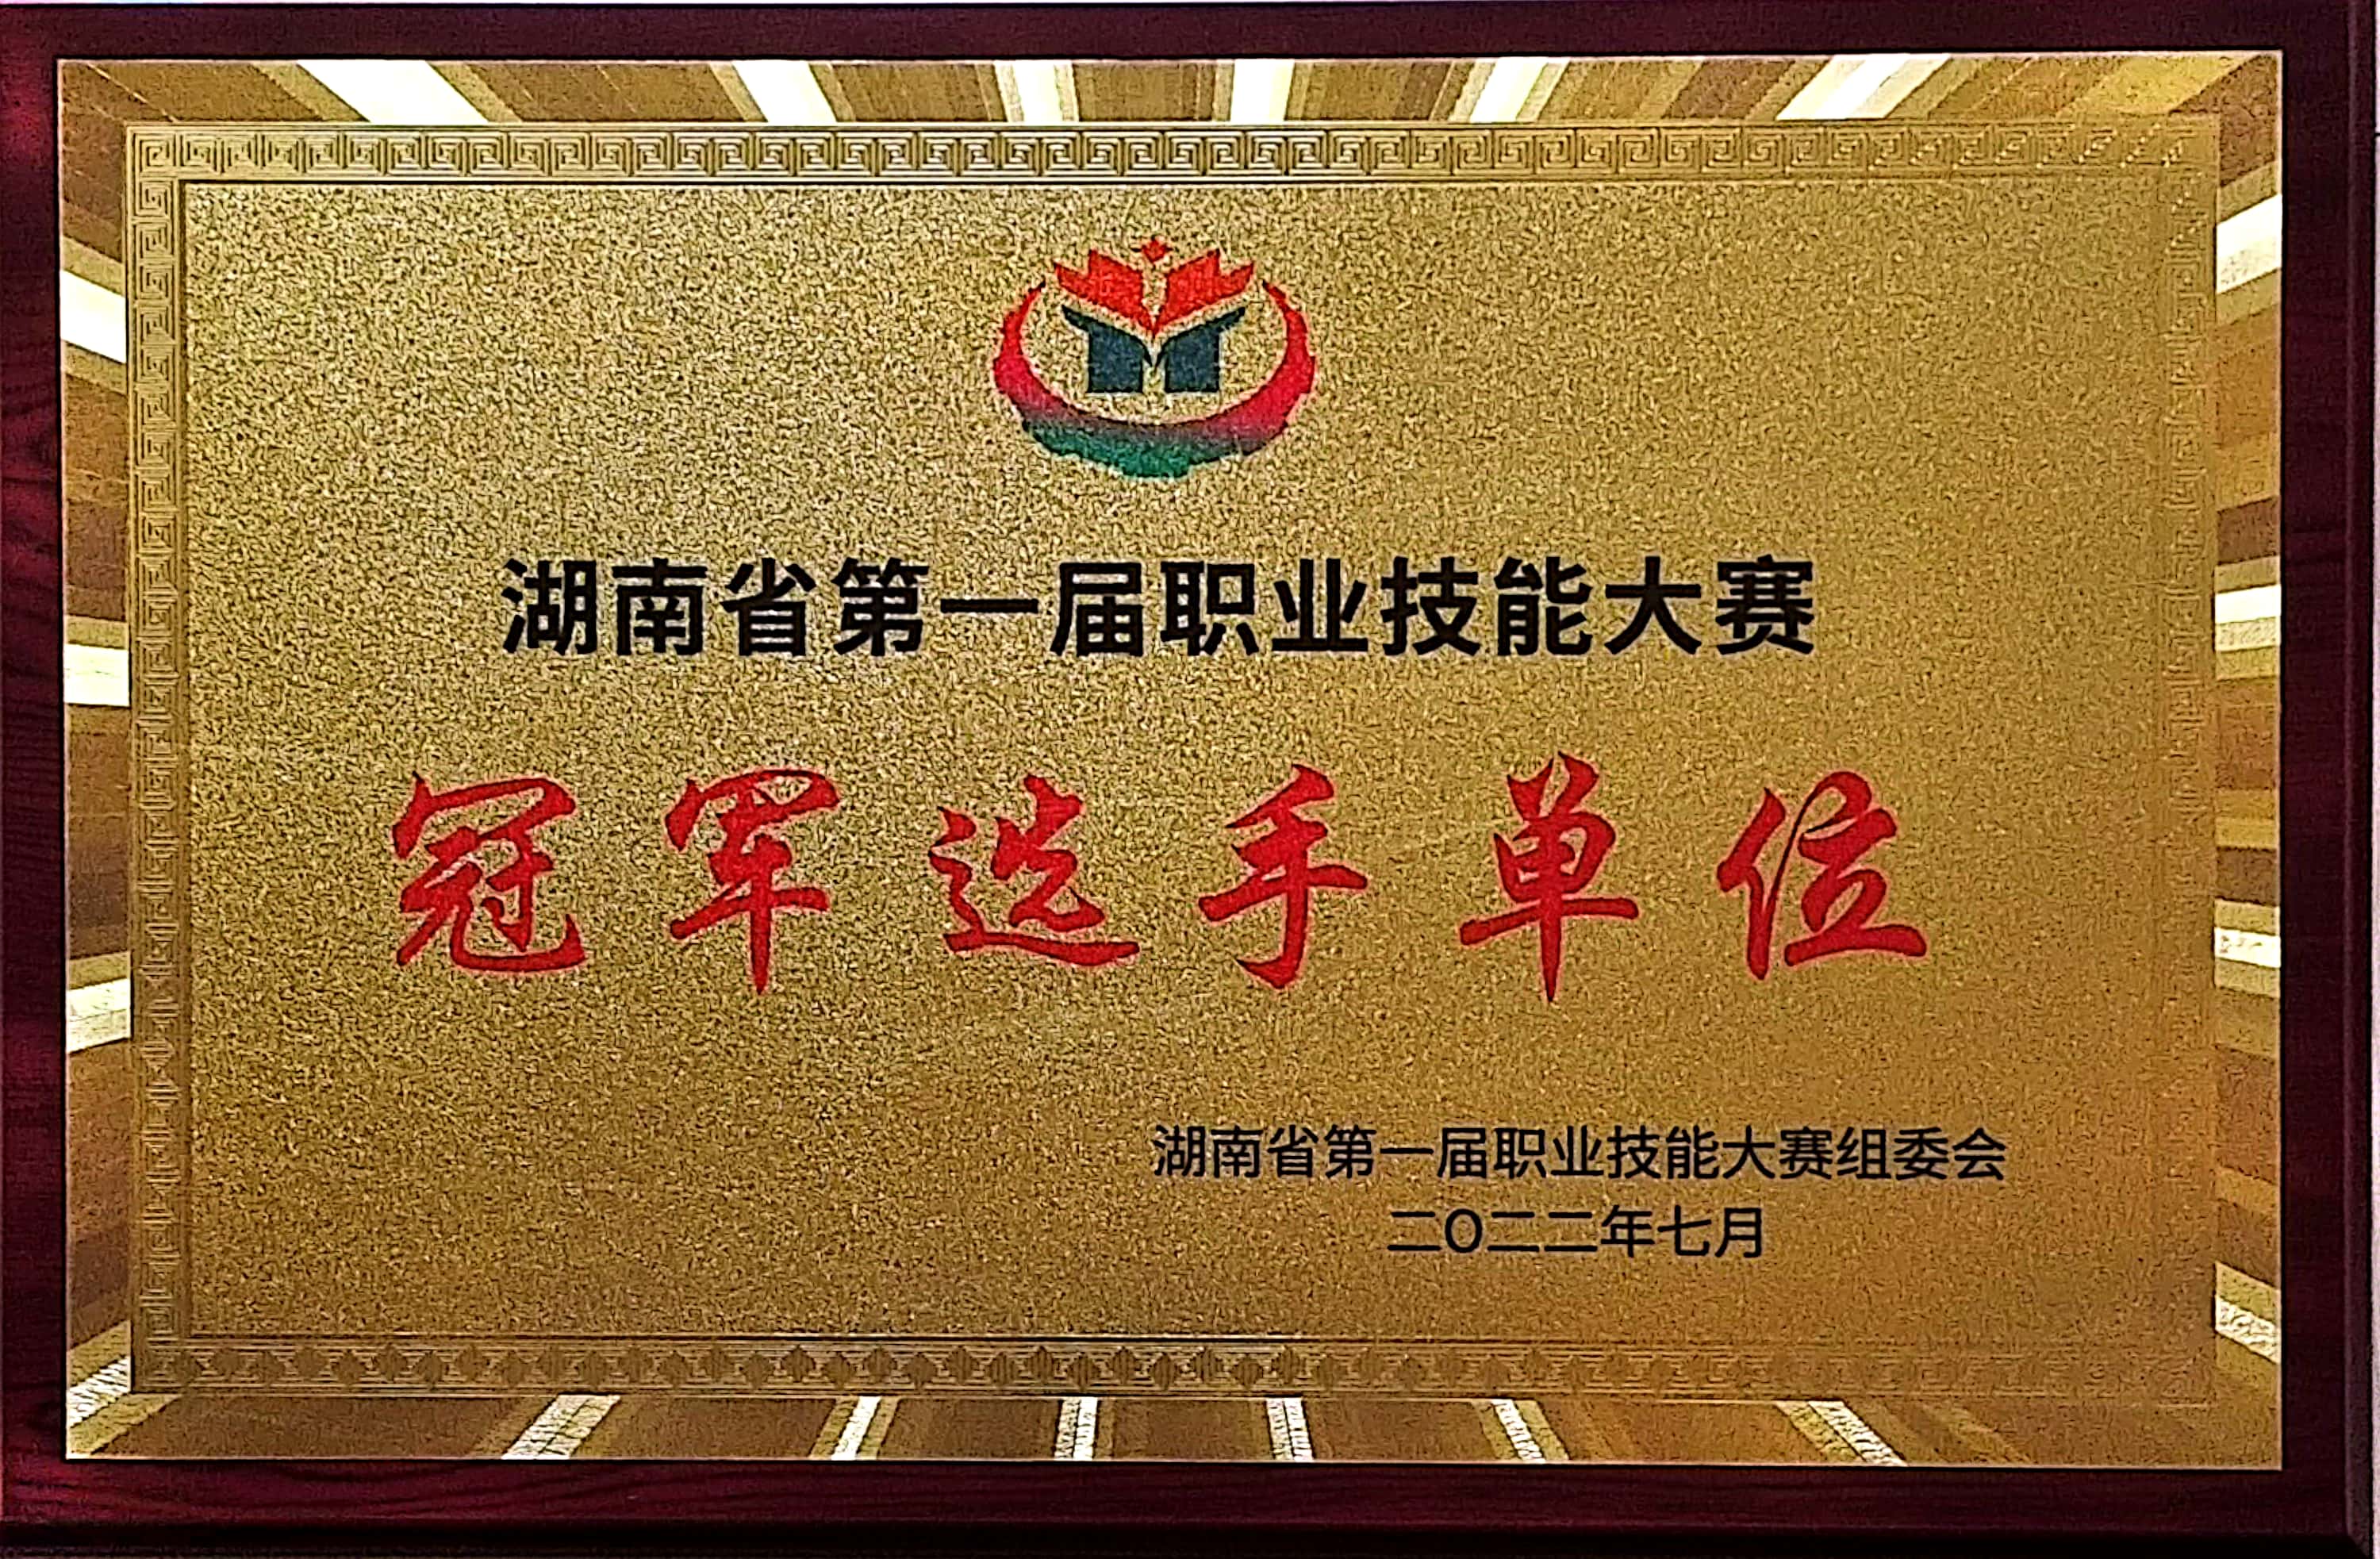 湖南省第一届职业技能大赛
冠军选手单位
湖南省第一届职业技能大赛组委会
二〇二二年七月